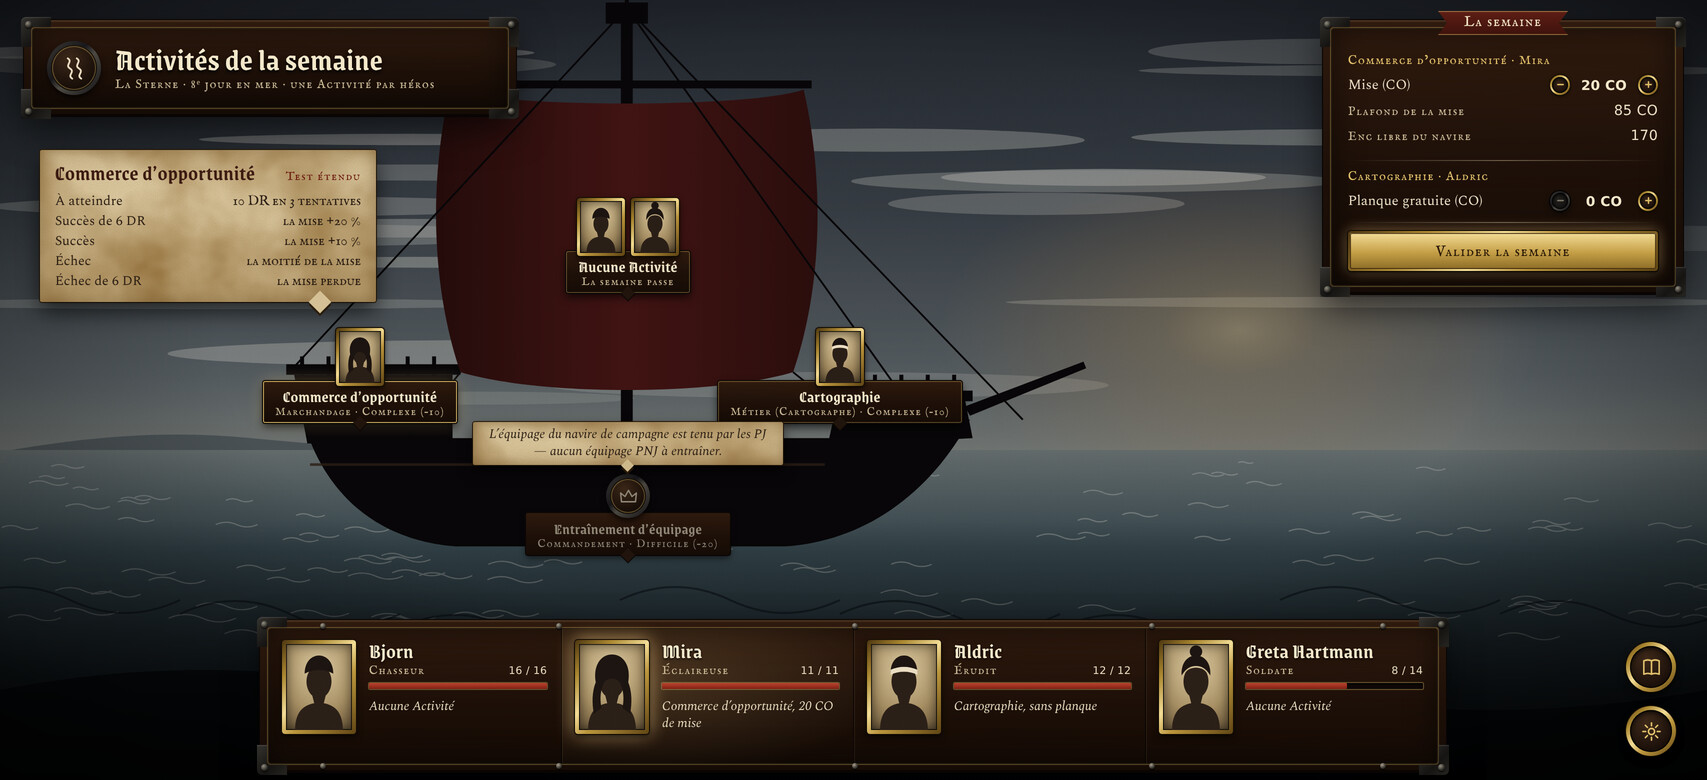 Activités de la semaine
La Sterne · 8e jour en mer · une Activité par héros
Commerce d'opportunité Test étendu
À atteindre 10 DR en 3 tentatives
Succès de 6 DR la mise +20 %
Succès la mise +10 %
Échec la moitié de la mise
Échec de 6 DR la mise perdue
La semaine
Commerce d'opportunité · Mira
Mise (CO) − 20 CO +
Plafond de la mise 85 CO
Enc libre du navire 170
Cartographie · Aldric
Planque gratuite (CO) − 0 CO +
Valider la semaine
Aucune Activité
La semaine passe
Commerce d'opportunité
Marchandage · Complexe (-10)
Cartographie
Métier (Cartographe) · Complexe (-10)
L'équipage du navire de campagne est tenu par les PJ
— aucun équipage PNJ à entraîner.
Entraînement d'équipage
Commandement · Difficile (-20)
Bjorn
Chasseur 16 / 16
Aucune Activité
Mira
Éclaireuse 11 / 11
Commerce d'opportunité, 20 CO
de mise
Aldric
Érudit 12 / 12
Cartographie, sans planque
Greta Hartmann
Soldate 8 / 14
Aucune Activité